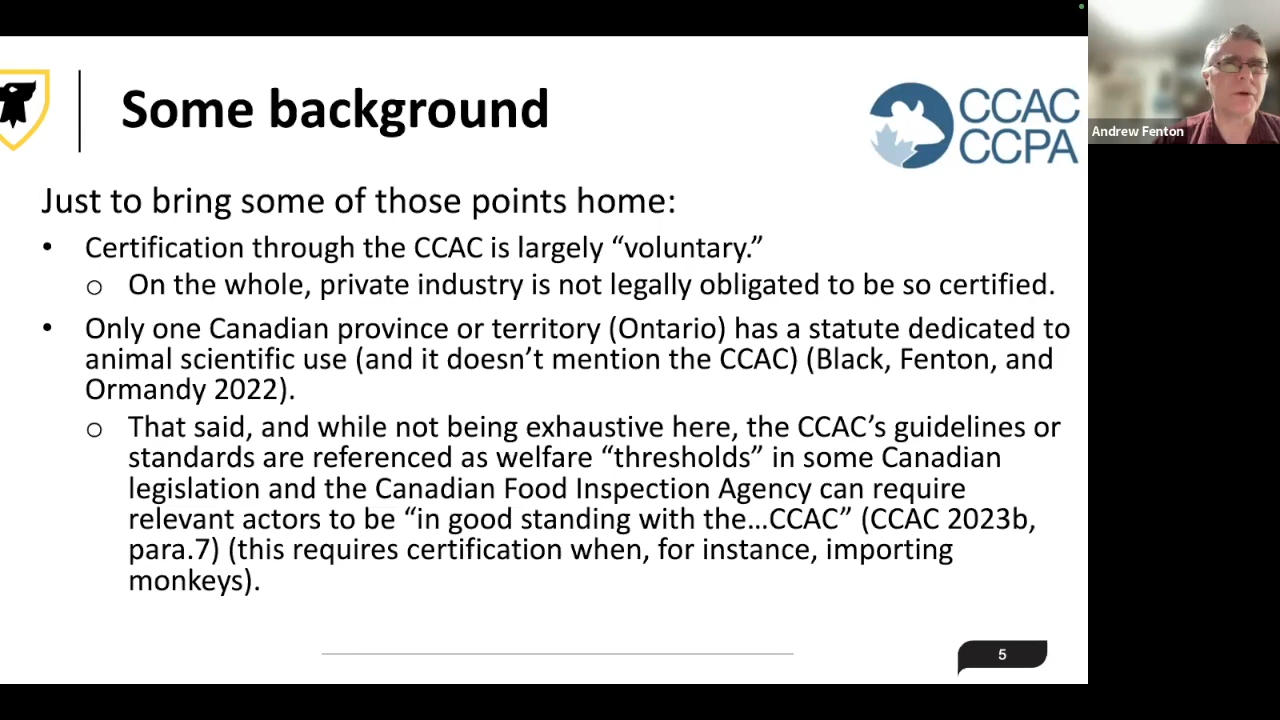 Some background
CCAC
CCPA
Andrew Fenton
Just to bring some of those points home:
• Certification through the CCAC is largely “voluntary.”
o On the whole, private industry is not legally obligated to be so certified.
• Only one Canadian province or territory (Ontario) has a statute dedicated to
animal scientific use (and it doesn’t mention the CCAC) (Black, Fenton, and
Ormandy 2022).
o That said, and while not being exhaustive here, the CCAC’s guidelines or
standards are referenced as welfare “thresholds” in some Canadian
legislation and the Canadian Food Inspection Agency can require
relevant actors to be “in good standing with the…CCAC” (CCAC 2023b,
para.7) (this requires certification when, for instance, importing
monkeys).
5